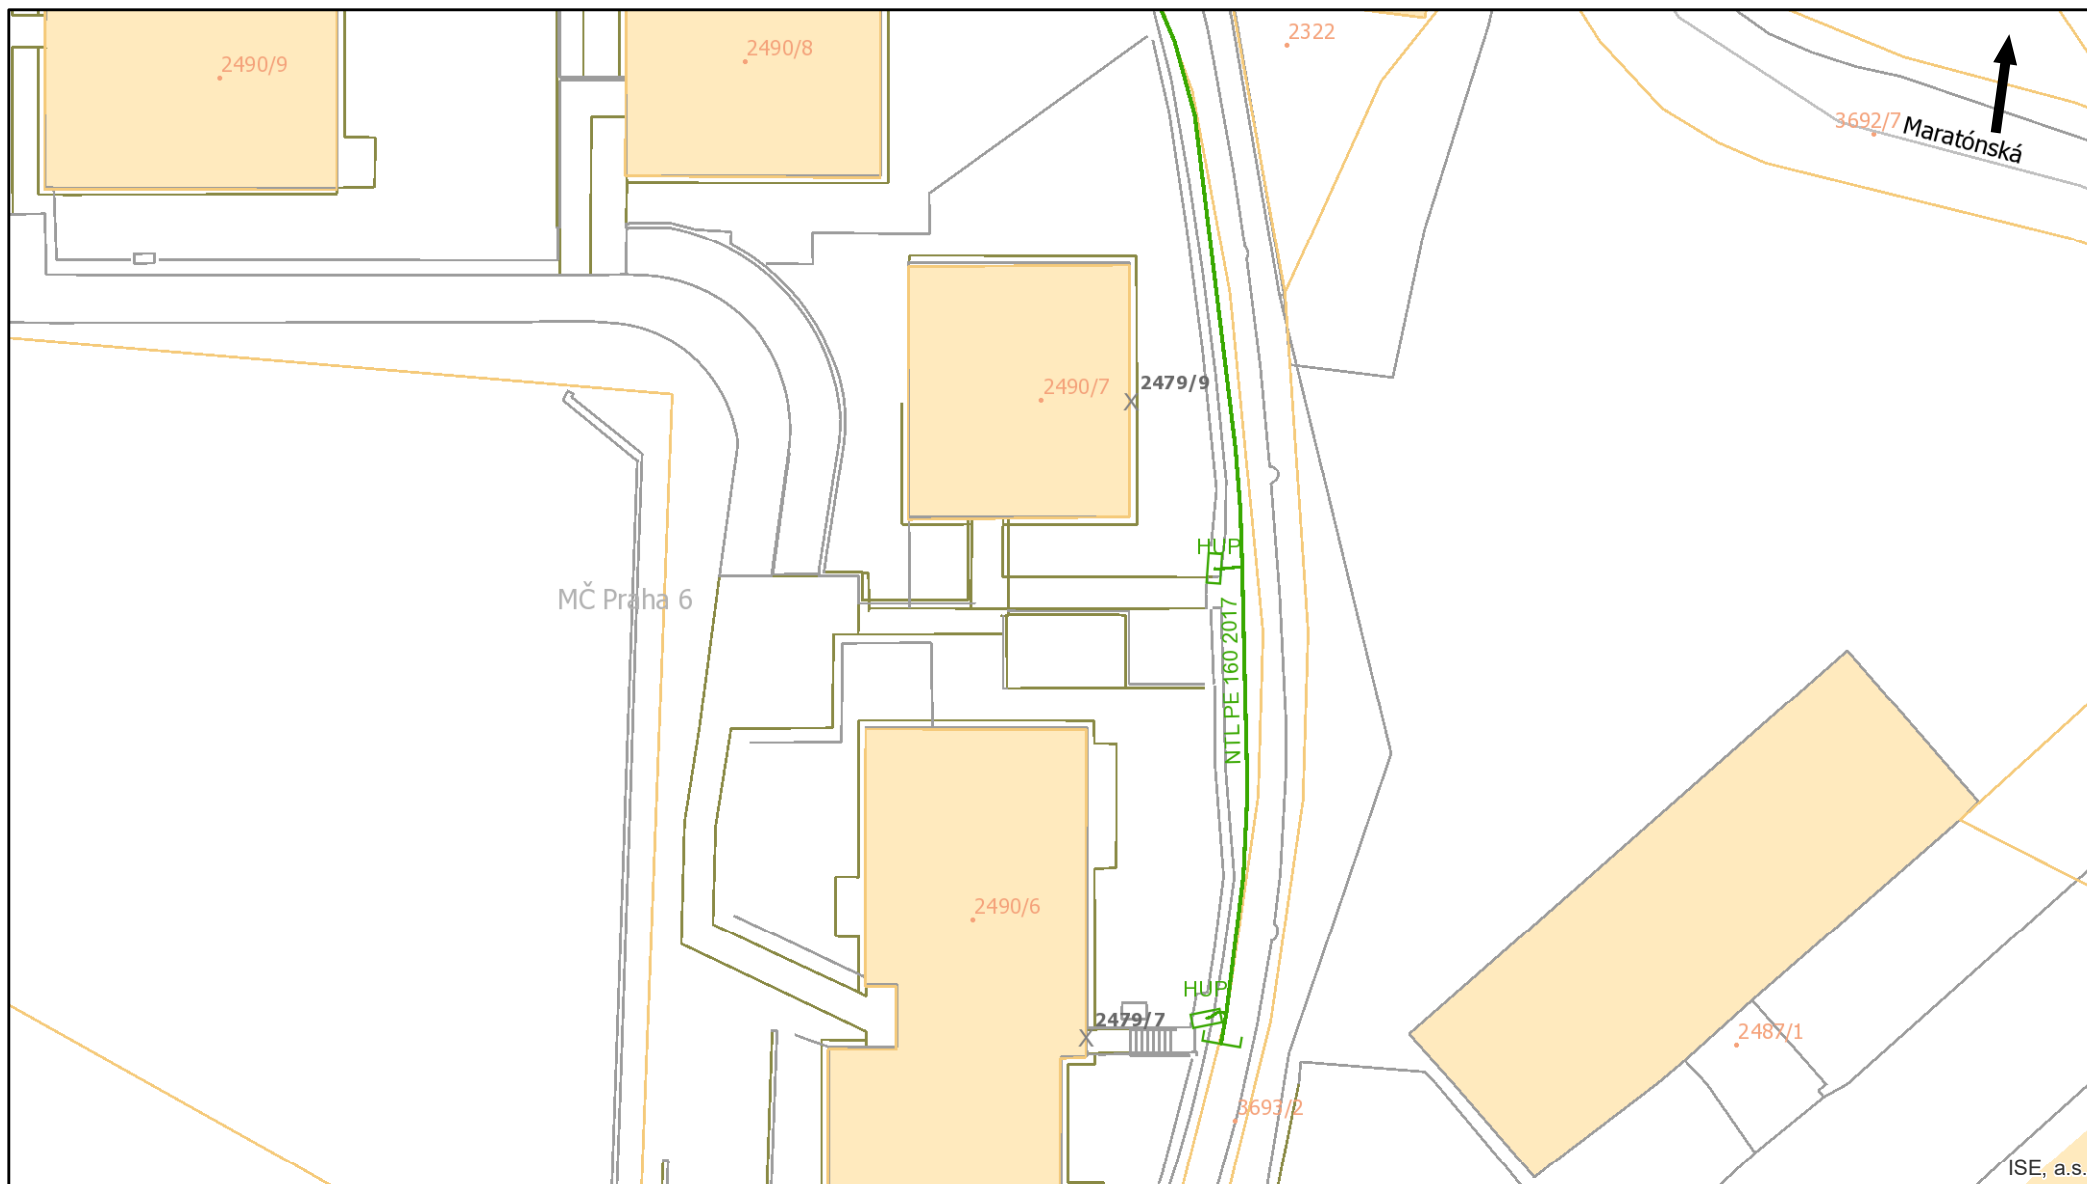 2322
2490/8
2490/9
3692/7
Maratónská
2479/9
2490/7
HUP
MČ Praha 6
NTL PE 160 2017
2490/6
HUP
2479/7
2487/1
3693/2
ISE, a.s.